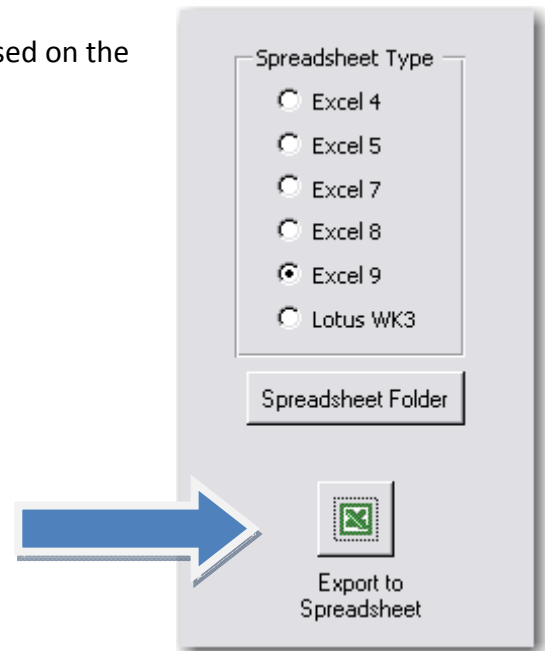 sed on the
Spreadsheet Type
Excel 4
Excel 5
Excel 7
Excel 8
Excel 9
Lotus WK3
Spreadsheet Folder
Export to
Spreadsheet